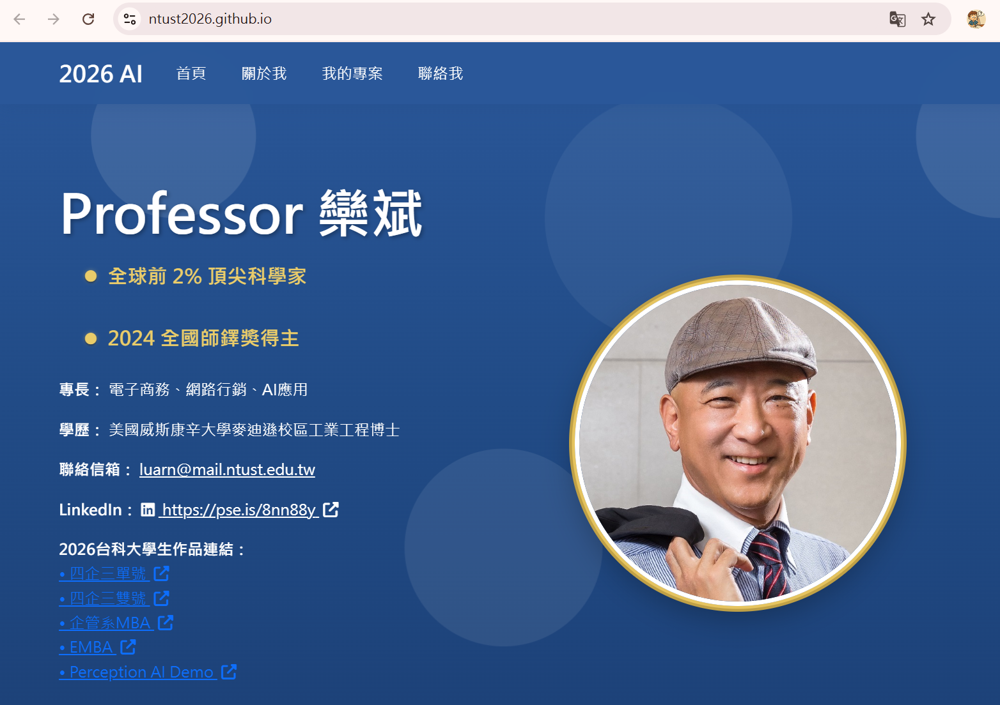 ntust2026.github.io
2026 AI 首頁 關於我 我的專案 聯絡我
Professor 欒斌
全球前 2% 頂尖科學家
2024 全國師鐸獎得主
專長： 電子商務、網路行銷、AI應用
學歷： 美國威斯康辛大學麥迪遜校區工業工程博士
聯絡信箱： luarn@mail.ntust.edu.tw
LinkedIn： in https://pse.is/8nn88y
2026台科大學生作品連結：
• 四企三單號
• 四企三雙號
• 企管系MBA
• EMBA
• Perception AI Demo